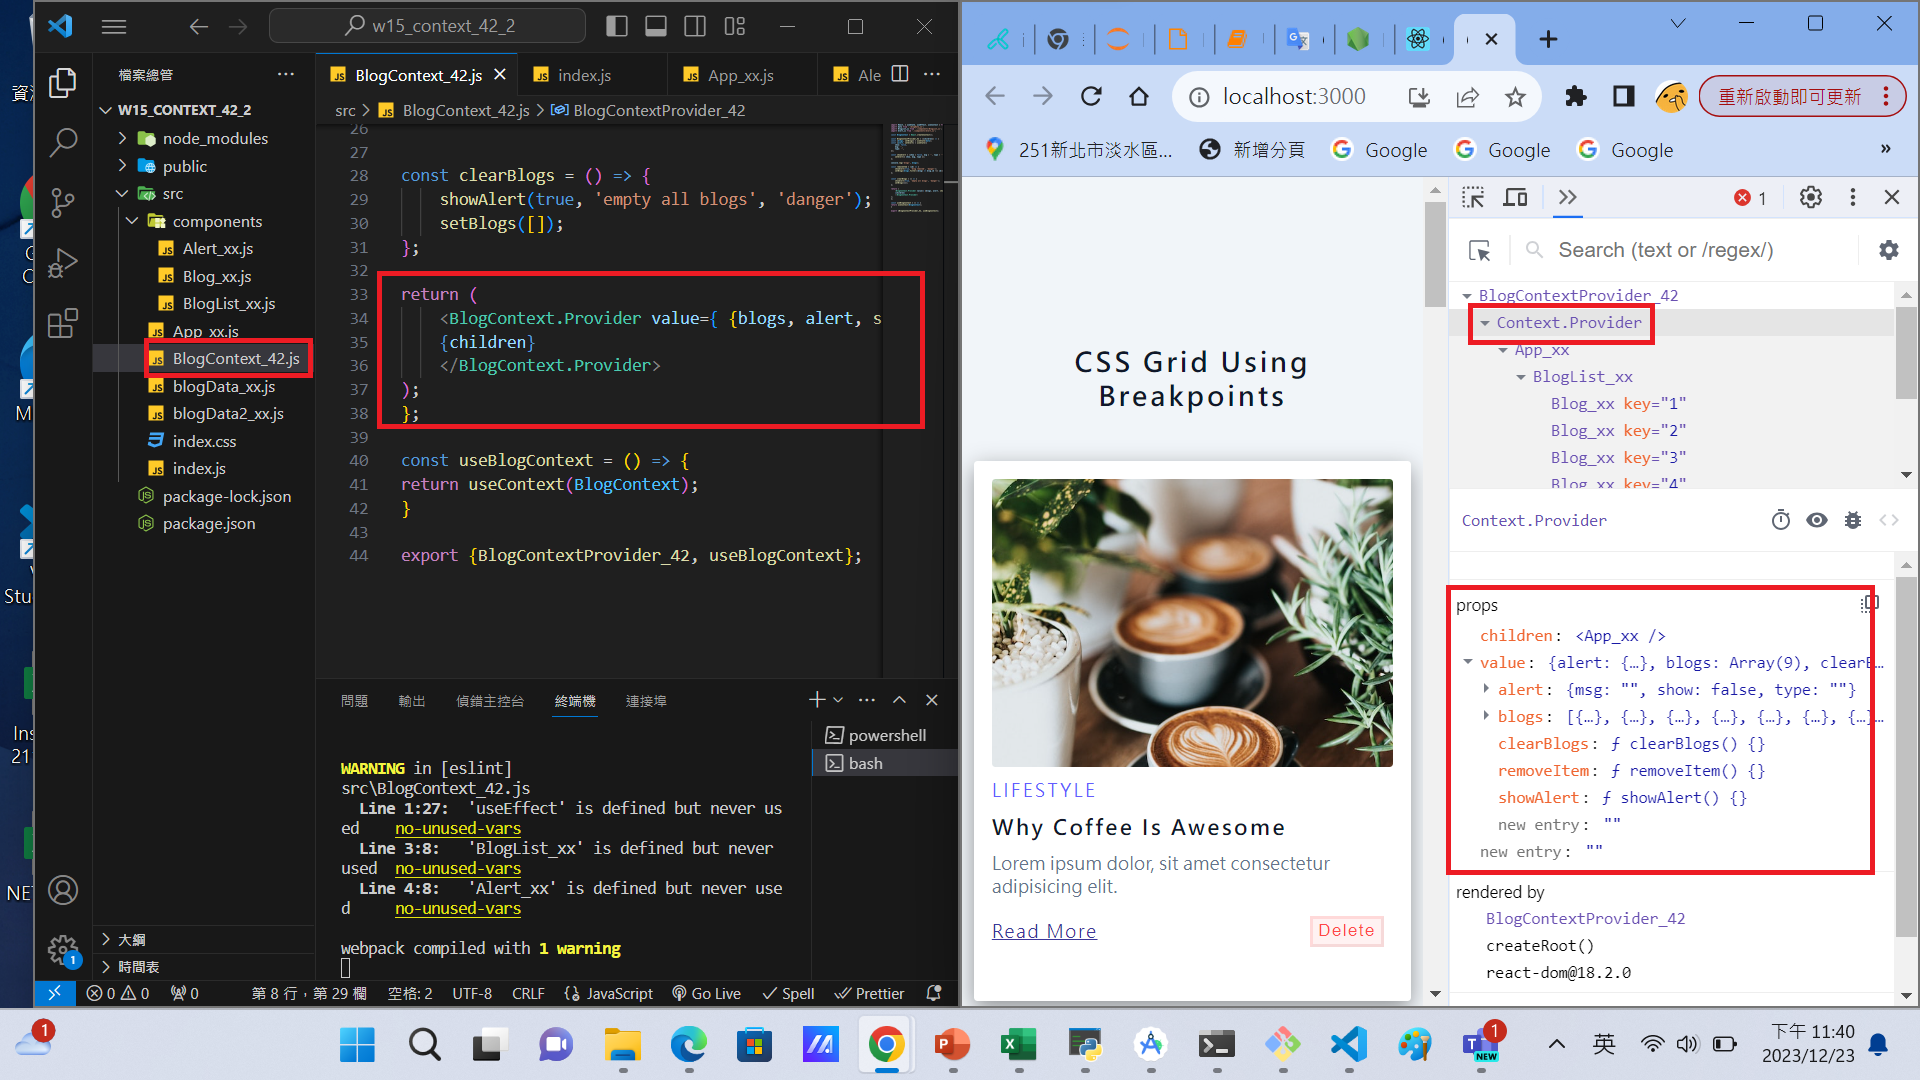 w15_context_42_2
檔案總管
W15_CONTEXT_42_2
node_modules
public
src
components
Alert_xx.js
Blog_xx.js
BlogList_xx.js
App_xx.js
BlogContext_42.js
blogData_xx.js
blogData2_xx.js
index.css
index.js
package-lock.json
package.json
大綱
時間表
BlogContext_42.js
index.js
App_xx.js
Ale
src > BlogContext_42.js > BlogContextProvider_42
26
27
28 const clearBlogs = () => {
29 showAlert(true, 'empty all blogs', 'danger');
30 setBlogs([]);
31 };
32
33 return (
34 <BlogContext.Provider value={ {blogs, alert, s
35 {children}
36 </BlogContext.Provider>
37 );
38 };
39
40 const useBlogContext = () => {
41 return useContext(BlogContext);
42 }
43
44 export {BlogContextProvider_42, useBlogContext};
問題 輸出 偵錯主控台 終端機 連接埠
powershell
bash
WARNING in [eslint]
src\BlogContext_42.js
Line 1:27: 'useEffect' is defined but never us
ed no-unused-vars
Line 3:8: 'BlogList_xx' is defined but never
used no-unused-vars
Line 4:8: 'Alert_xx' is defined but never use
d no-unused-vars
webpack compiled with 1 warning
1
0 0 0 第 8 行，第 29 欄 空格: 2 UTF-8 CRLF JavaScript Go Live Spell Prettier
localhost:3000
重新啟動即可更新
251新北市淡水區...
新增分頁
Google
Google
Google
CSS Grid Using
Breakpoints
LIFESTYLE
Why Coffee Is Awesome
Lorem ipsum dolor, sit amet consectetur
adipisicing elit.
Read More
Delete
1
Search (text or /regex/)
BlogContextProvider_42
Context.Provider
App_xx
BlogList_xx
Blog_xx key="1"
Blog_xx key="2"
Blog_xx key="3"
Blog_xx key="4"
Context.Provider
props
children: <App_xx />
value: {alert: {…}, blogs: Array(9), clearB…
alert: {msg: "", show: false, type: ""}
blogs: [{…}, {…}, {…}, {…}, {…}, {…}, {…}…
clearBlogs: ƒ clearBlogs() {}
removeItem: ƒ removeItem() {}
showAlert: ƒ showAlert() {}
new entry: ""
new entry: ""
rendered by
BlogContextProvider_42
createRoot()
react-dom@18.2.0
1
NEW
1
英
下午 11:40
2023/12/23